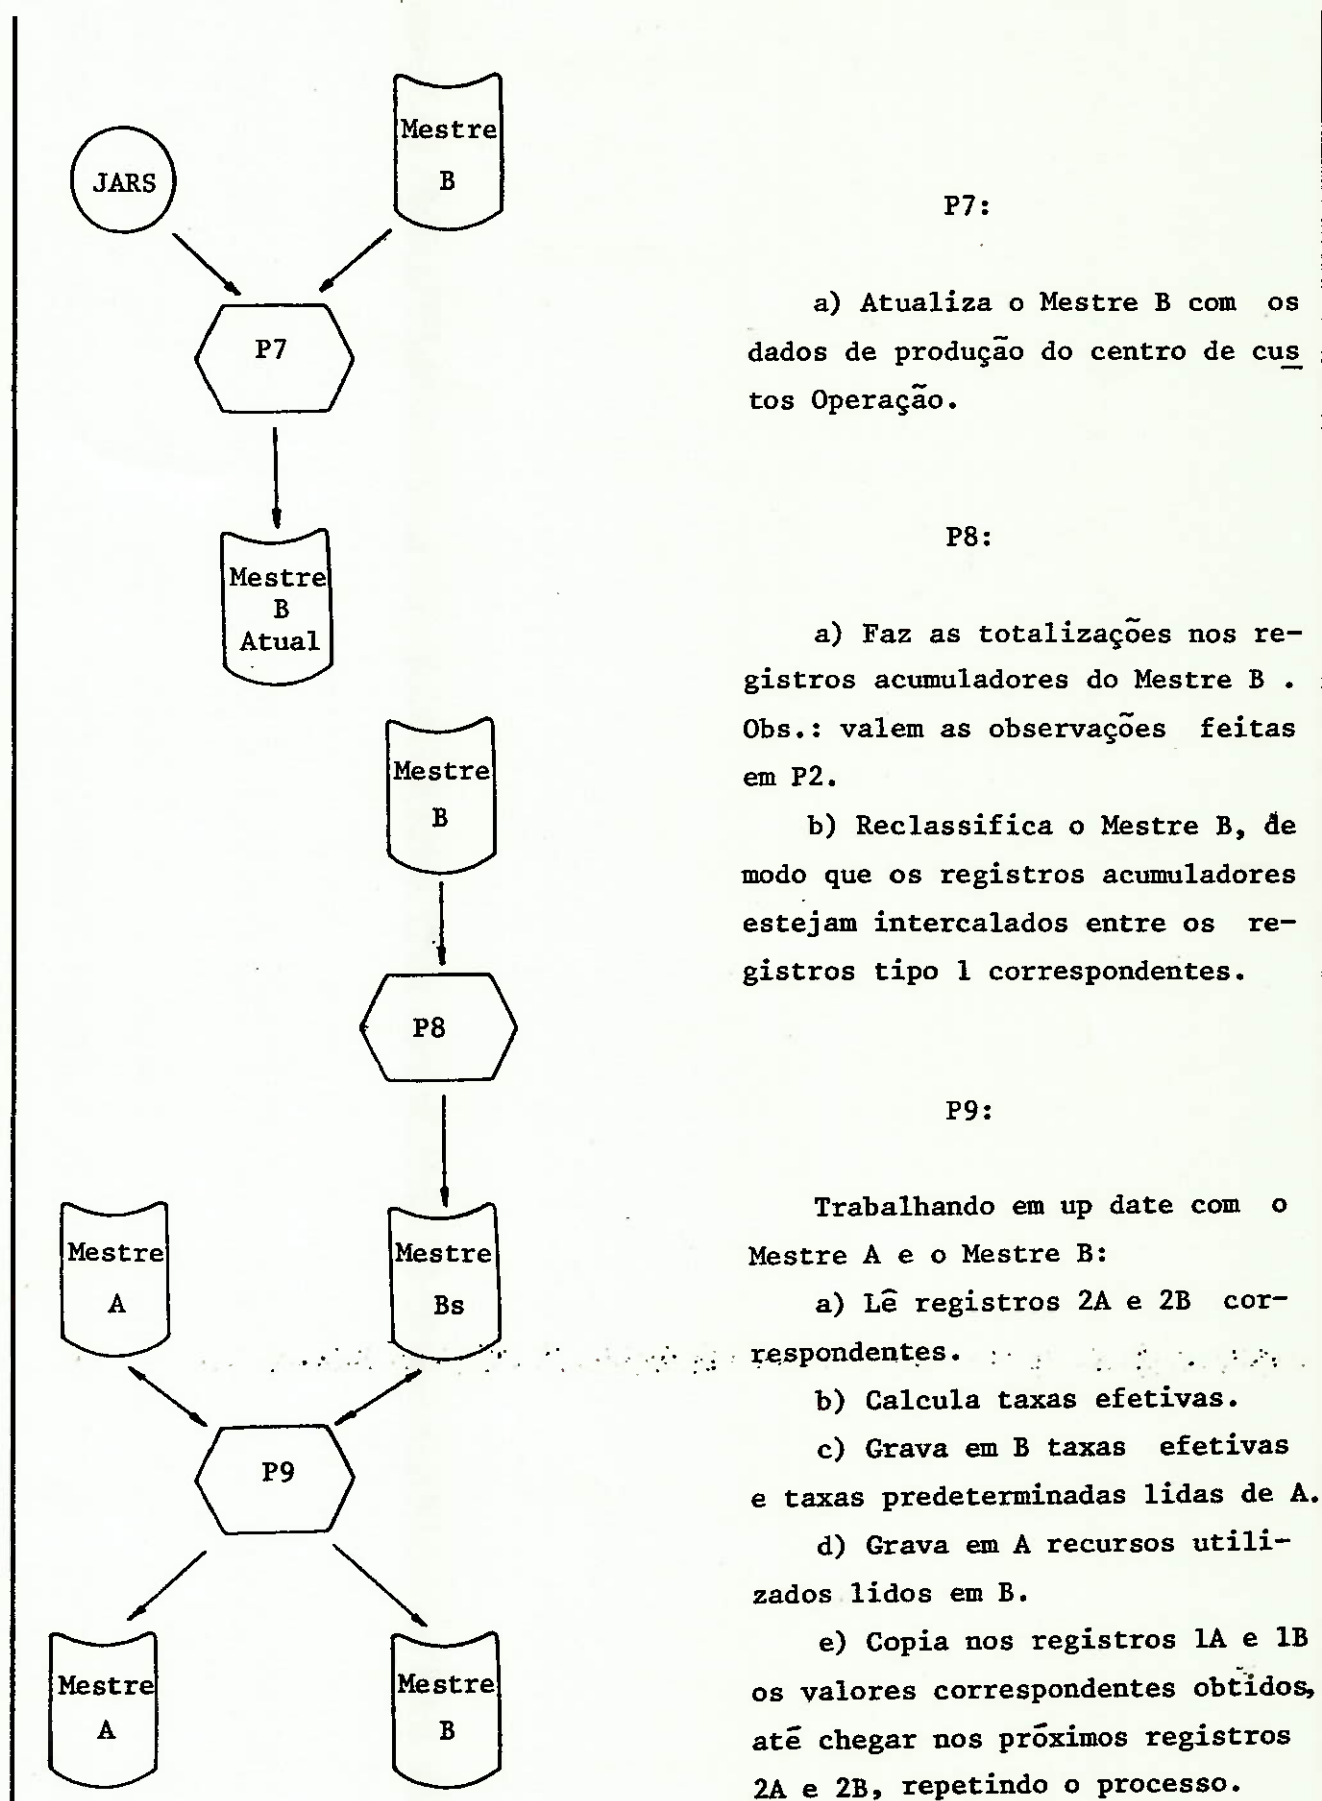 JARS
Mestre
B
P7
Mestre
B
Atual
Mestre
B
P8
Mestre
A
Mestre
Bs
P9
Mestre
A
Mestre
B
P7:
a) Atualiza o Mestre B com os
dados de produção do centro de cus
tos Operação.
P8:
a) Faz as totalizações nos re-
gistros acumuladores do Mestre B .
Obs.: valem as observações feitas
em P2.
b) Reclassifica o Mestre B, de
modo que os registros acumuladores
estejam intercalados entre os re-
gistros tipo 1 correspondentes.
P9:
Trabalhando em up date com o
Mestre A e o Mestre B:
a) Lê registros 2A e 2B cor-
respondentes.
b) Calcula taxas efetivas.
c) Grava em B taxas efetivas
e taxas predeterminadas lidas de A.
d) Grava em A recursos utili-
zados lidos em B.
e) Copia nos registros 1A e 1B
os valores correspondentes obtidos,
até chegar nos próximos registros
2A e 2B, repetindo o processo.